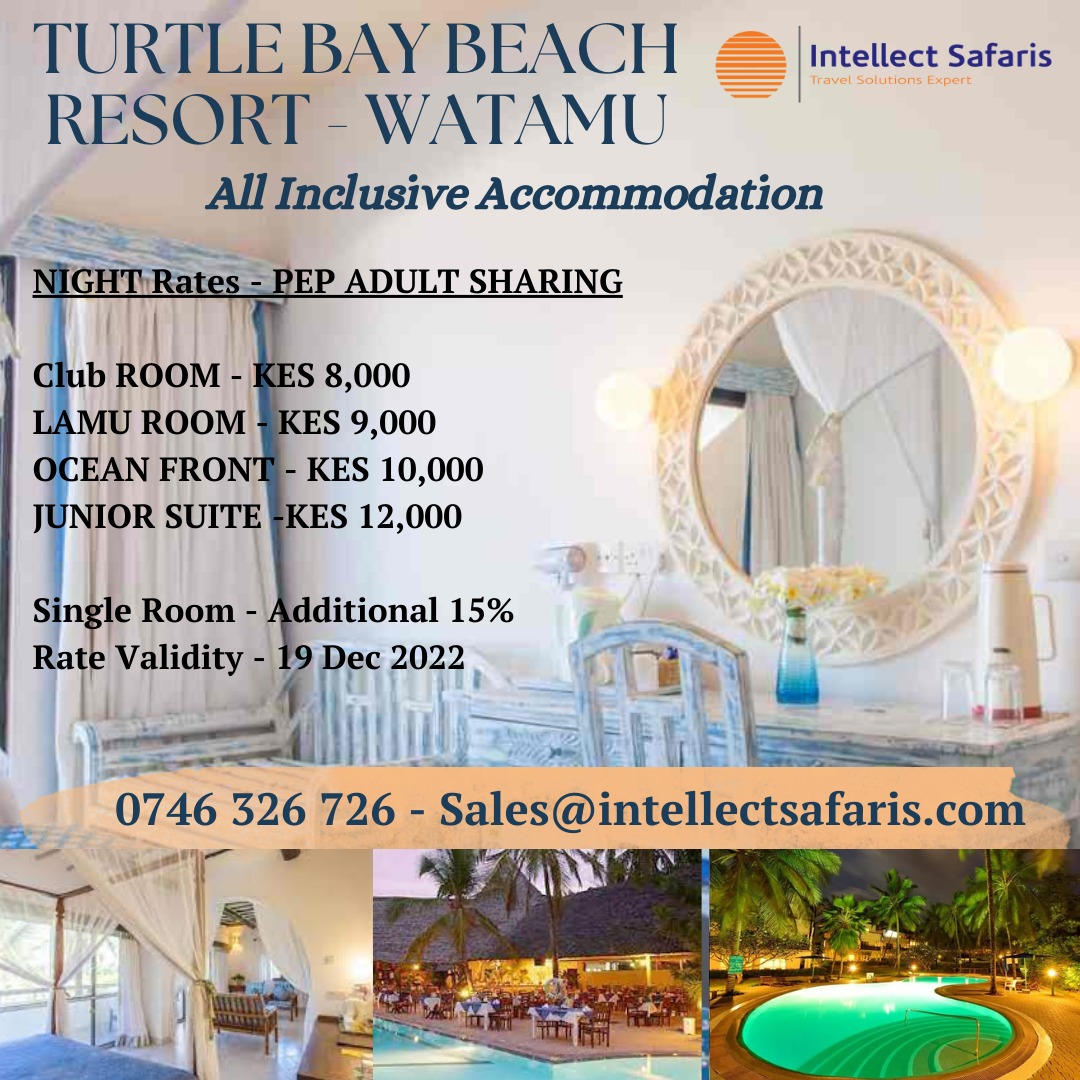 TURTLE BAY BEACH
RESORT - WATAMU
Intellect Safaris
Travel Solutions Expert
All Inclusive Accommodation
NIGHT Rates - PEP ADULT SHARING
Club ROOM - KES 8,000
LAMU ROOM - KES 9,000
OCEAN FRONT - KES 10,000
JUNIOR SUITE -KES 12,000
Single Room - Additional 15%
Rate Validity - 19 Dec 2022
0746 326 726 - Sales@intellectsafaris.com